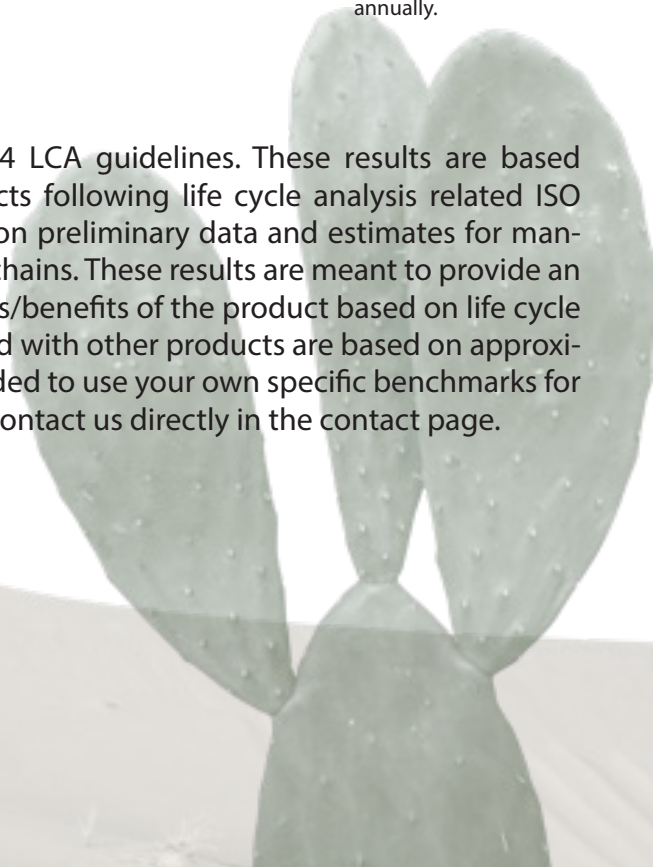 annually.
4 LCA guidelines. These results are based
cts following life cycle analysis related ISO
on preliminary data and estimates for man-
chains. These results are meant to provide an
s/benefits of the product based on life cycle
d with other products are based on approxi-
ded to use your own specific benchmarks for
ontact us directly in the contact page.